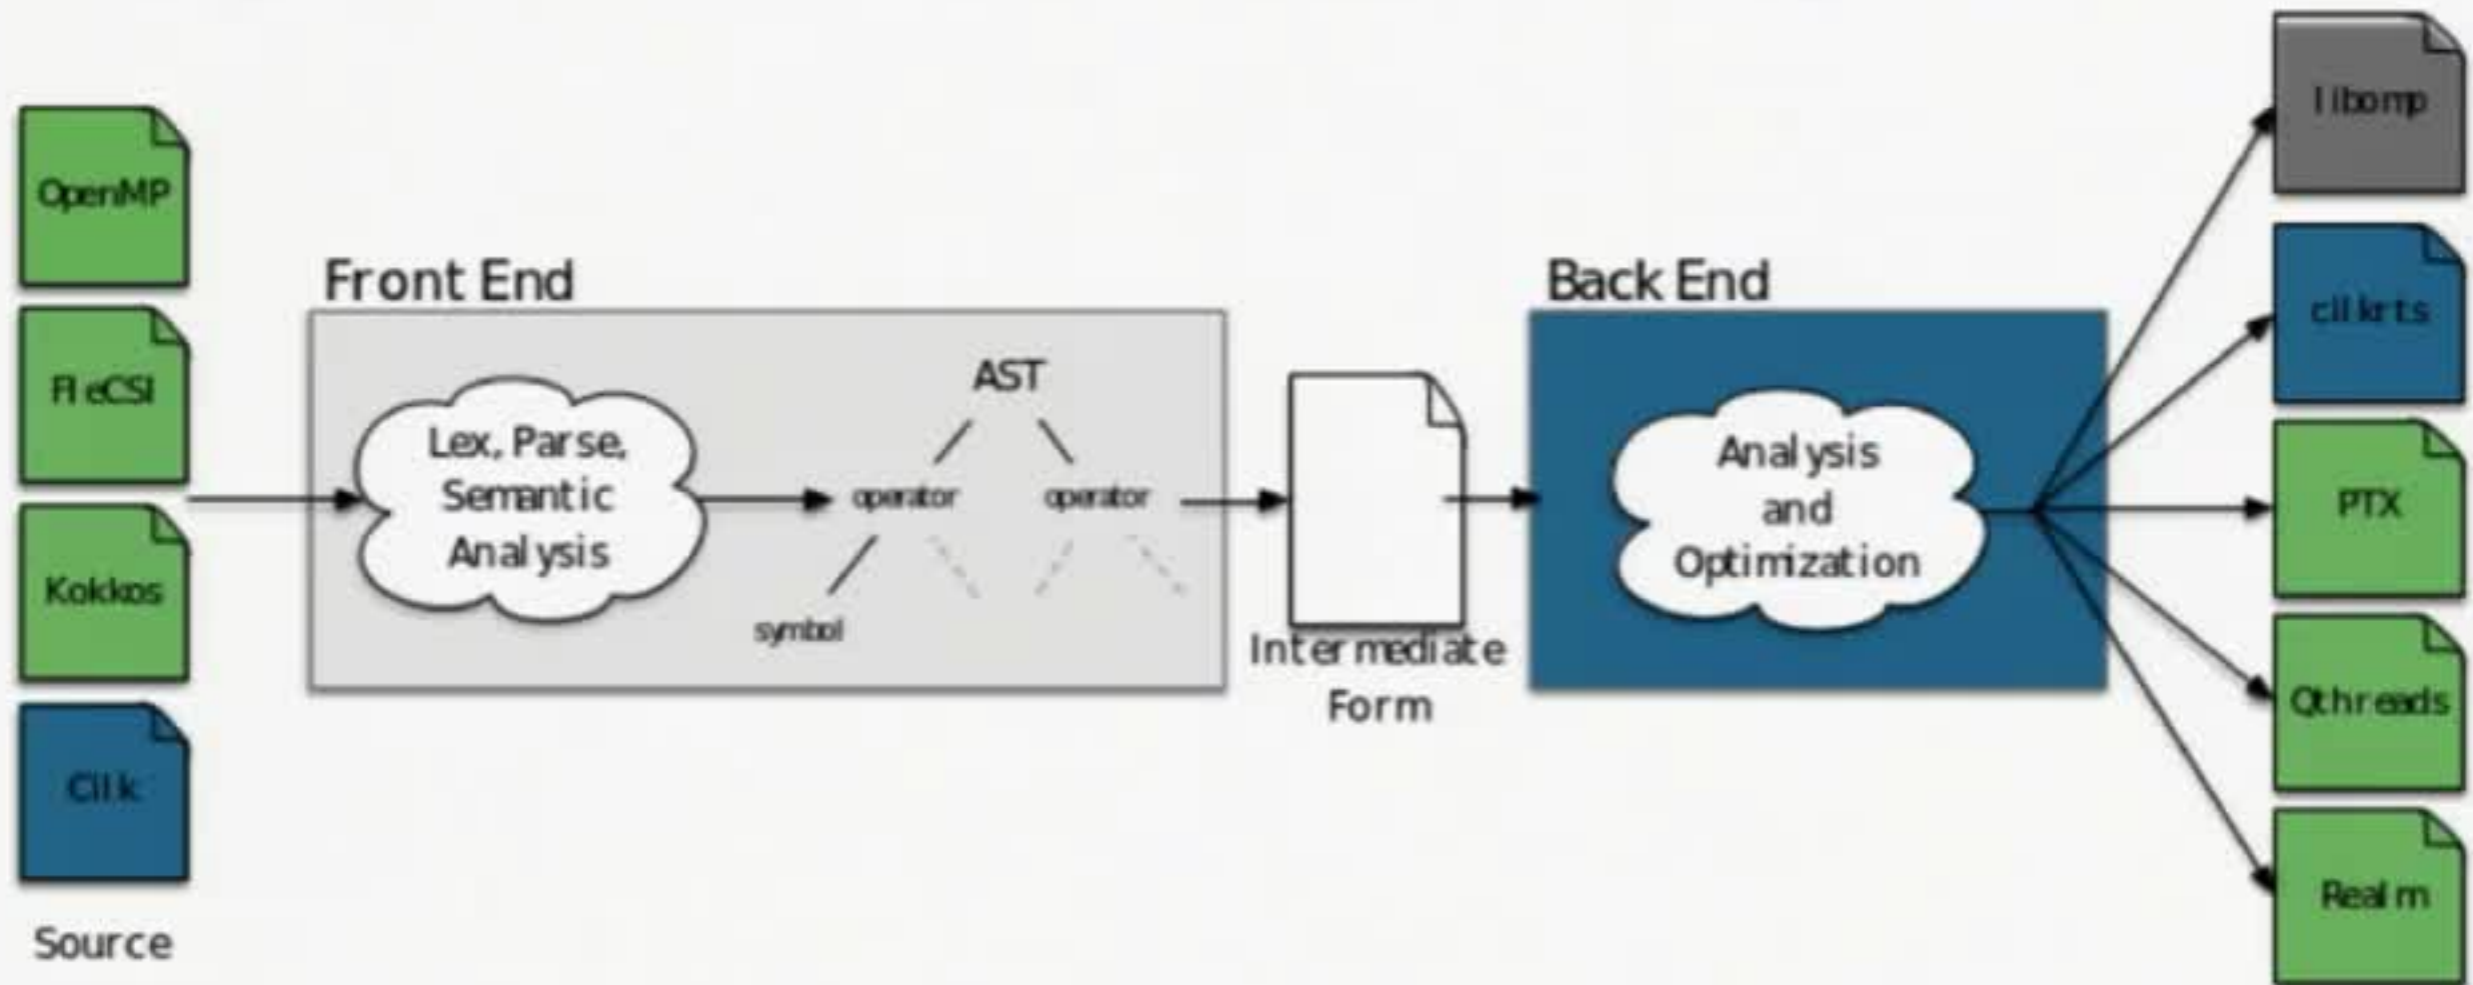 OpenMP
FleCSI
Kokkos
Cilk
Source
Front End
Lex, Parse,
Semantic
Analysis
AST
operator operator
symbol
Intermediate
Form
Back End
Analysis
and
Optimization
libomp
cilkrts
PTX
Qthreads
Realm